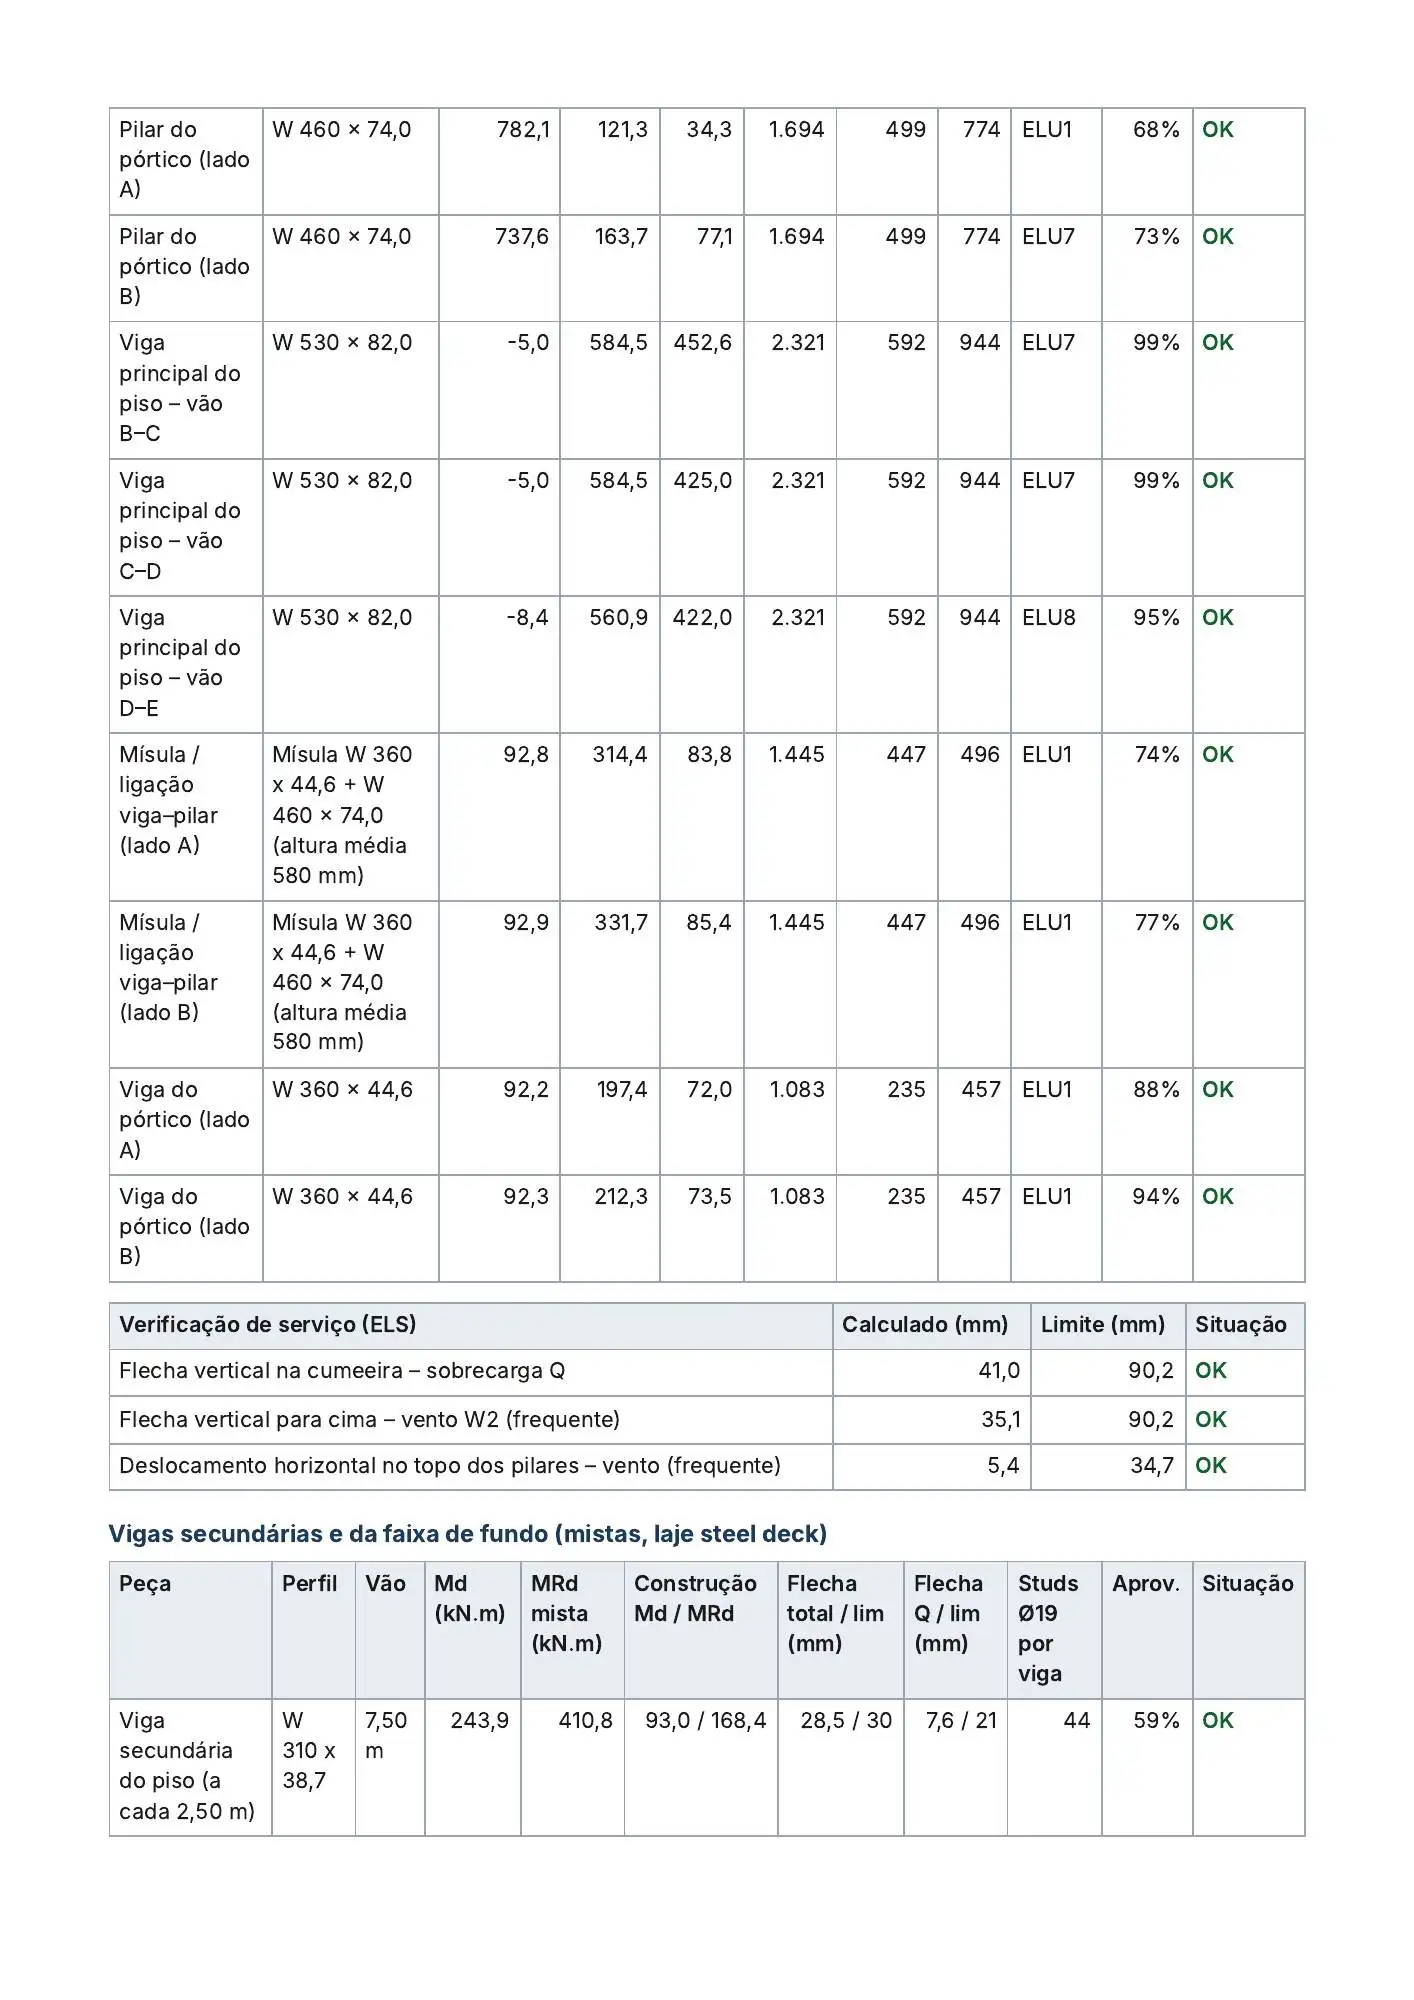 Pilar do pórtico (lado A) W 460 × 74,0 782,1 121,3 34,3 1.694 499 774 ELU1 68% OK
Pilar do pórtico (lado B) W 460 × 74,0 737,6 163,7 77,1 1.694 499 774 ELU7 73% OK
Viga principal do piso – vão B–C W 530 × 82,0 -5,0 584,5 452,6 2.321 592 944 ELU7 99% OK
Viga principal do piso – vão C–D W 530 × 82,0 -5,0 584,5 425,0 2.321 592 944 ELU7 99% OK
Viga principal do piso – vão D–E W 530 × 82,0 -8,4 560,9 422,0 2.321 592 944 ELU8 95% OK
Mísula / ligação viga–pilar (lado A) Mísula W 360 x 44,6 + W 460 × 74,0 (altura média 580 mm) 92,8 314,4 83,8 1.445 447 496 ELU1 74% OK
Mísula / ligação viga–pilar (lado B) Mísula W 360 x 44,6 + W 460 × 74,0 (altura média 580 mm) 92,9 331,7 85,4 1.445 447 496 ELU1 77% OK
Viga do pórtico (lado A) W 360 × 44,6 92,2 197,4 72,0 1.083 235 457 ELU1 88% OK
Viga do pórtico (lado B) W 360 × 44,6 92,3 212,3 73,5 1.083 235 457 ELU1 94% OK
Verificação de serviço (ELS) Calculado (mm) Limite (mm) Situação
Flecha vertical na cumeeira – sobrecarga Q 41,0 90,2 OK
Flecha vertical para cima – vento W2 (frequente) 35,1 90,2 OK
Deslocamento horizontal no topo dos pilares – vento (frequente) 5,4 34,7 OK
Vigas secundárias e da faixa de fundo (mistas, laje steel deck)
Peça Perfil Vão Md (kN.m) MRd mista (kN.m) Construção Md / MRd Flecha total / lim (mm) Flecha Q / lim (mm) Studs Ø19 por viga Aprov. Situação
Viga secundária do piso (a cada 2,50 m) W 310 x 38,7 7,50 m 243,9 410,8 93,0 / 168,4 28,5 / 30 7,6 / 21 44 59% OK